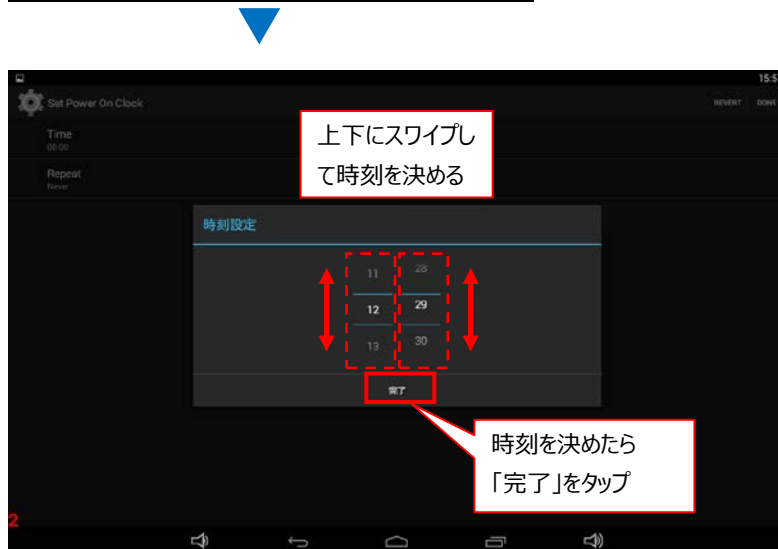 15:5
Set Power On Clock
REVERT DONE
Time
00:00
Repeat
Never
上下にスワイプし
て時刻を決める
時刻設定
11 28
12 29
13 30
完了
時刻を決めたら
「完了」をタップ
2